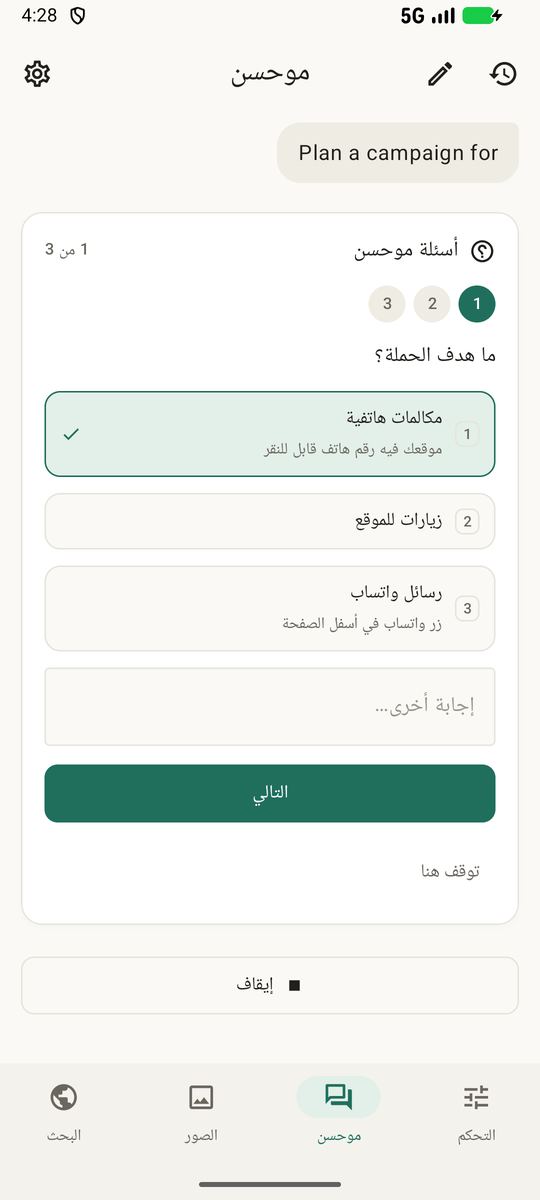 4:28
5G
موحسن
Plan a campaign for
أسئلة موحسن
1 من 3
1
2
3
ما هدف الحملة؟
1
مكالمات هاتفية
موقعك فيه رقم هاتف قابل للنقر
2
زيارات للموقع
3
رسائل واتساب
زر واتساب في أسفل الصفحة
إجابة أخرى...
التالي
توقف هنا
إيقاف
التحكم
موحسن
الصور
البحث